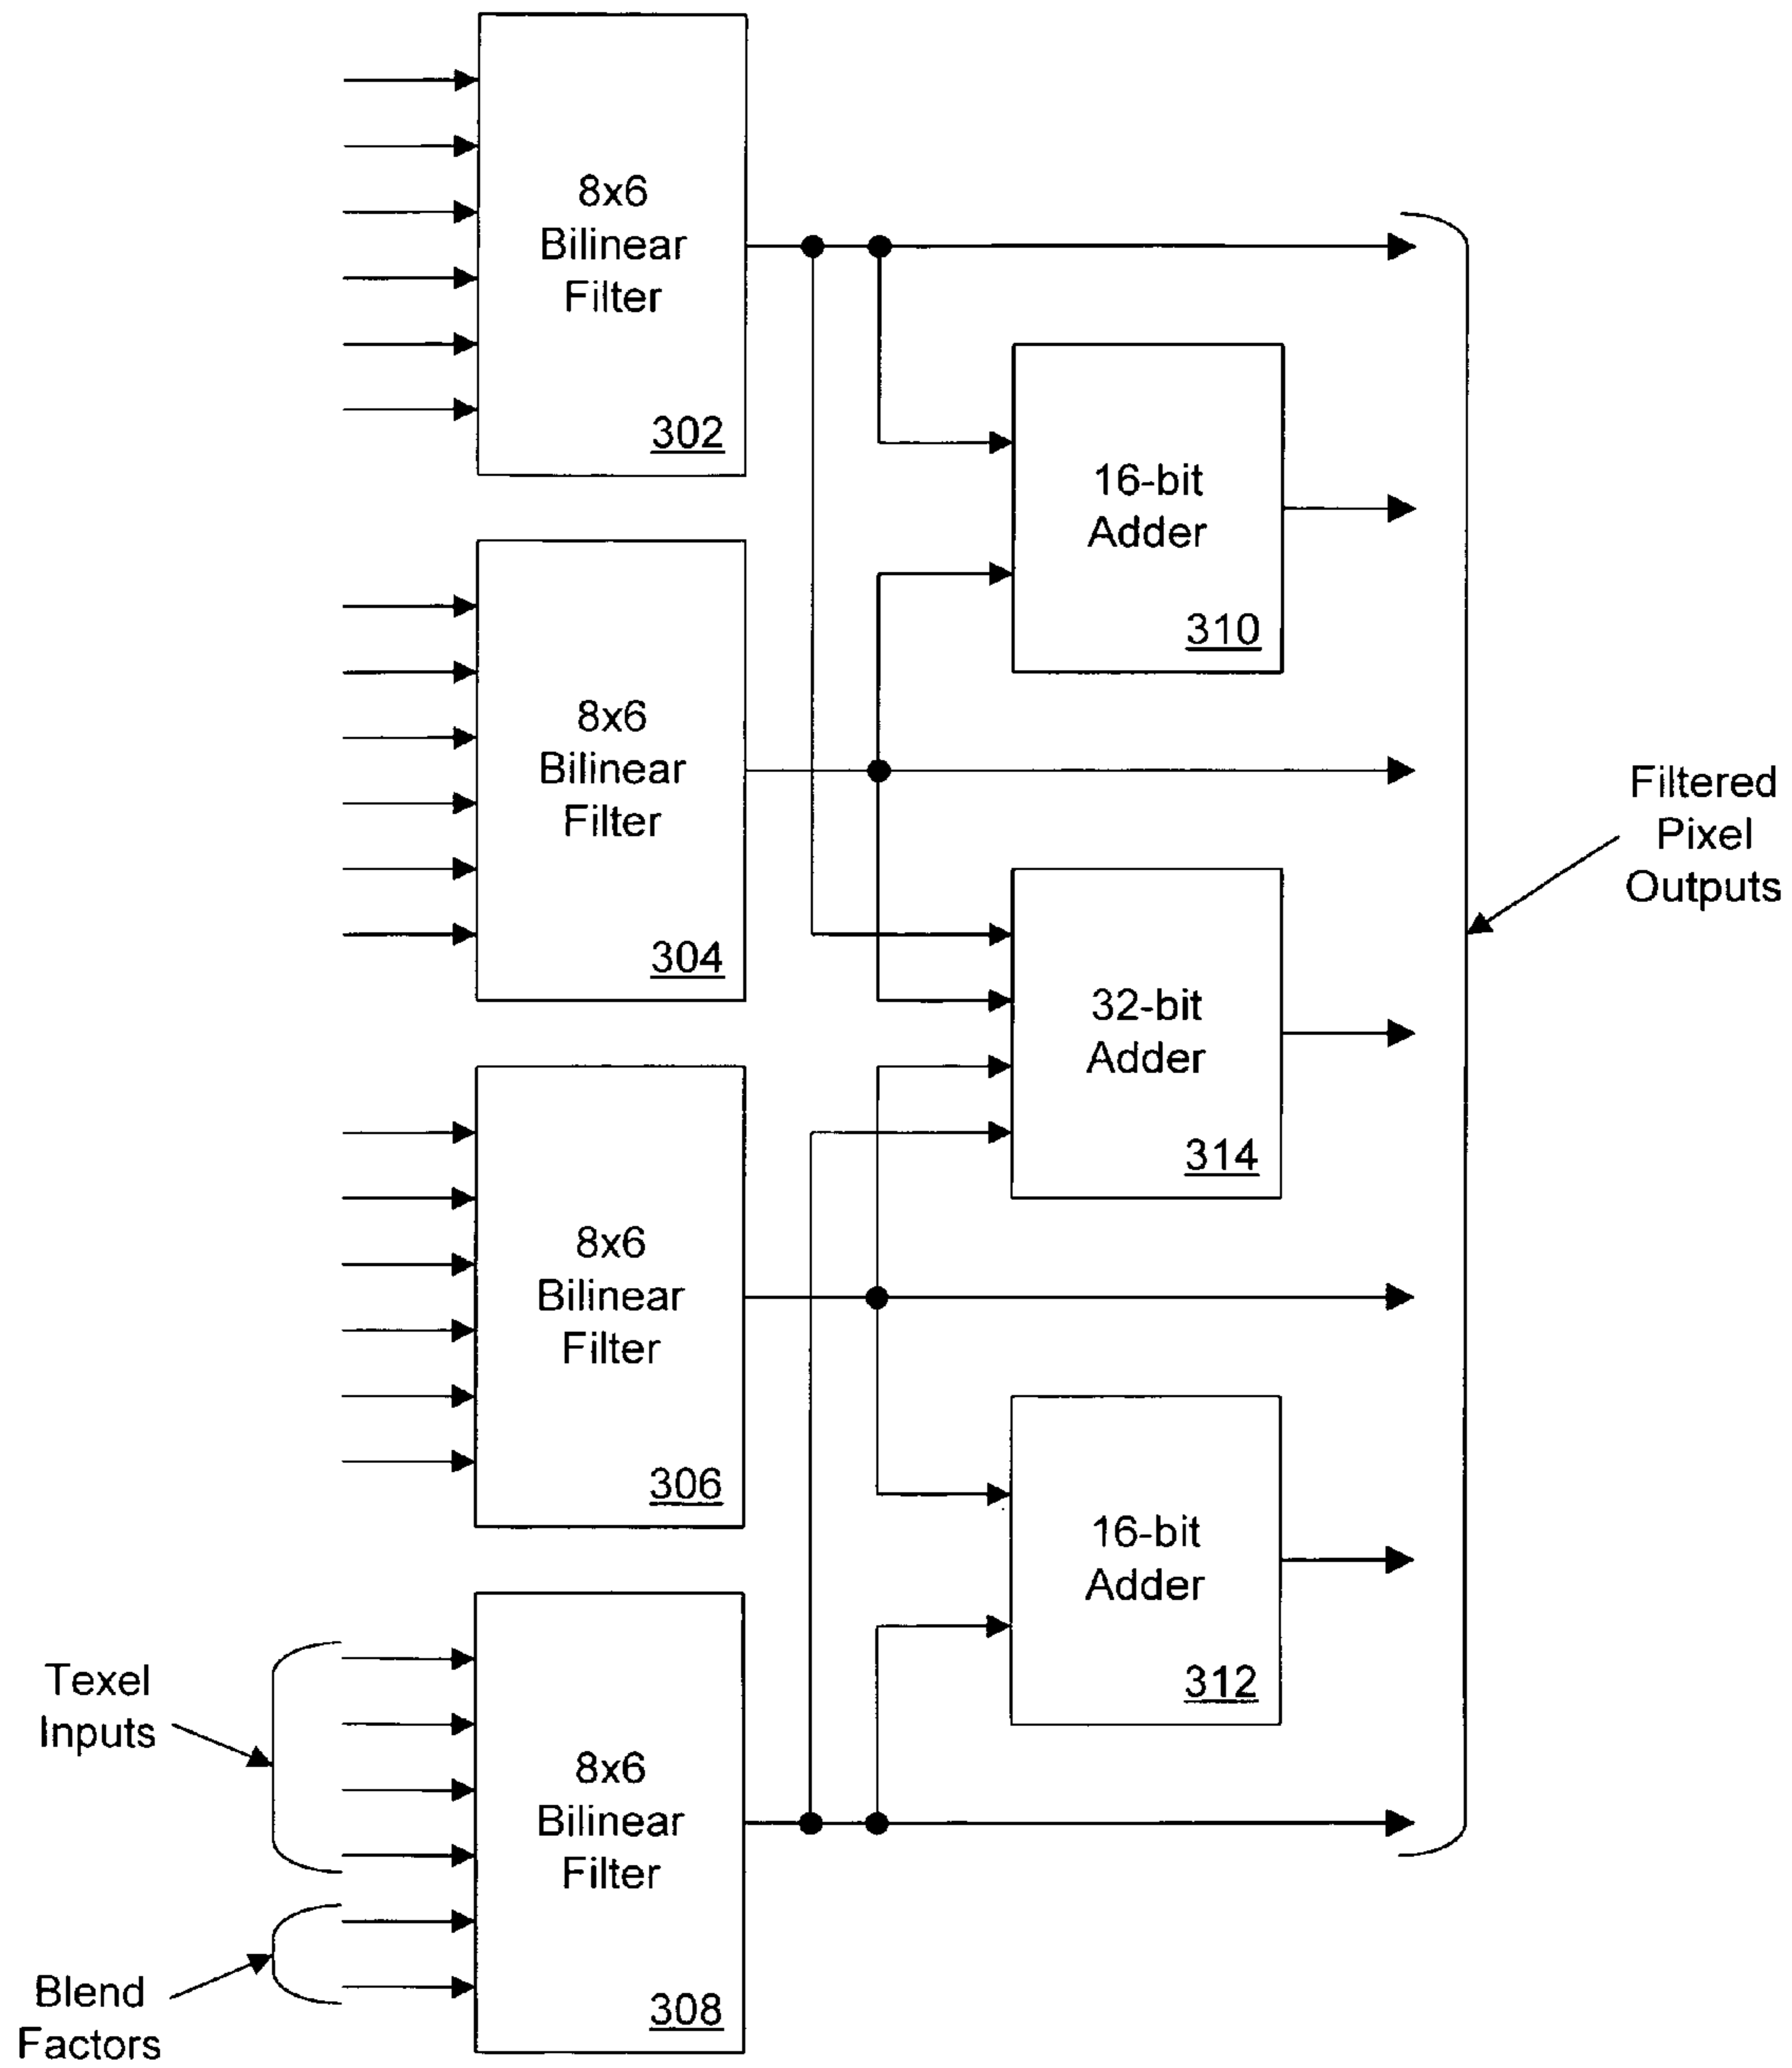 8x6
Bilinear
Filter
302
16-bit
Adder
310
8x6
Bilinear
Filter
304
Filtered
Pixel
Outputs
32-bit
Adder
314
8x6
Bilinear
Filter
306
16-bit
Adder
312
Texel
Inputs
8x6
Bilinear
Filter
308
Blend
Factors